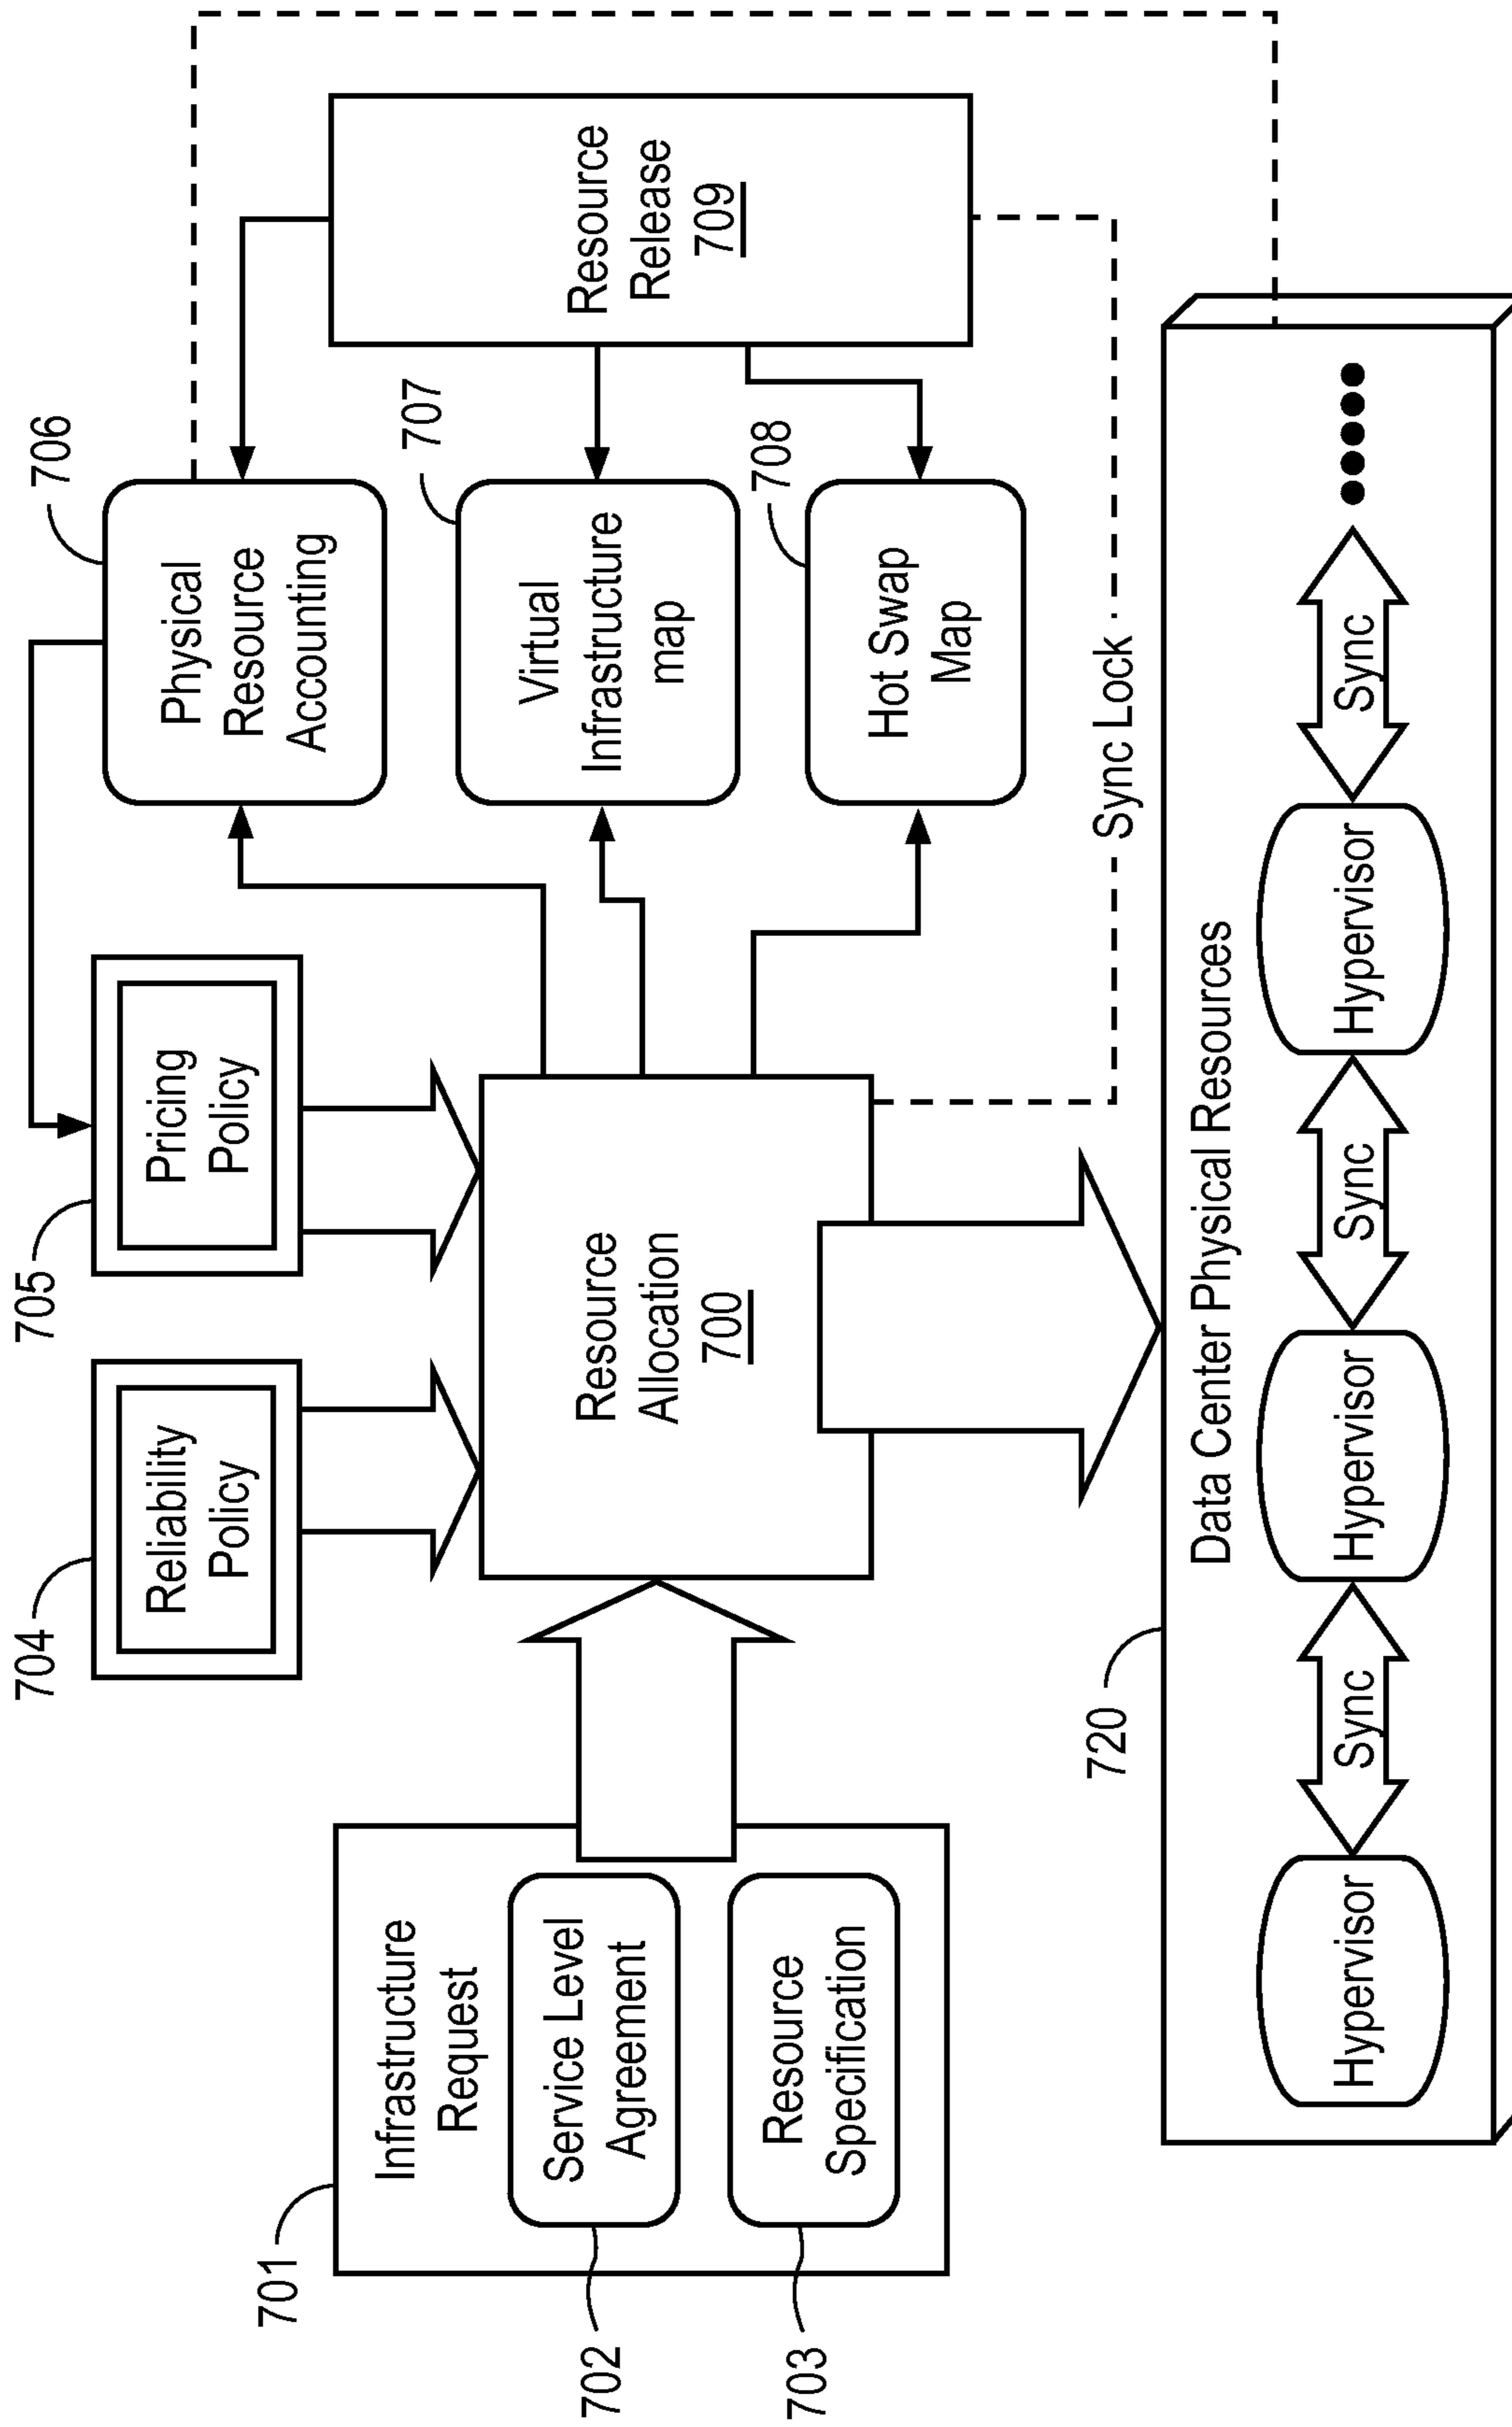 704
Reliability
Policy
705
Pricing
Policy
706
Physical
Resource
Accounting
701
Infrastructure
Request
702
Service Level
Agreement
703
Resource
Specification
Resource
Allocation
700
707
Virtual
Infrastructure
map
708
Hot Swap
Map
Resource
Release
709
Sync Lock
720
Data Center Physical Resources
Hypervisor
Sync
Hypervisor
Sync
Hypervisor
Sync